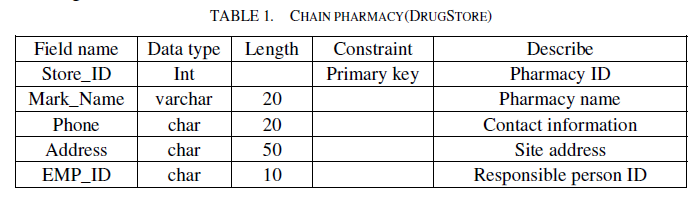 TABLE 1. CHAIN PHARMACY(DRUGSTORE)
Field name Data type Length Constraint Describe
Store_ID Int Primary key Pharmacy ID
Mark_Name varchar 20 Pharmacy name
Phone char 20 Contact information
Address char 50 Site address
EMP_ID char 10 Responsible person ID